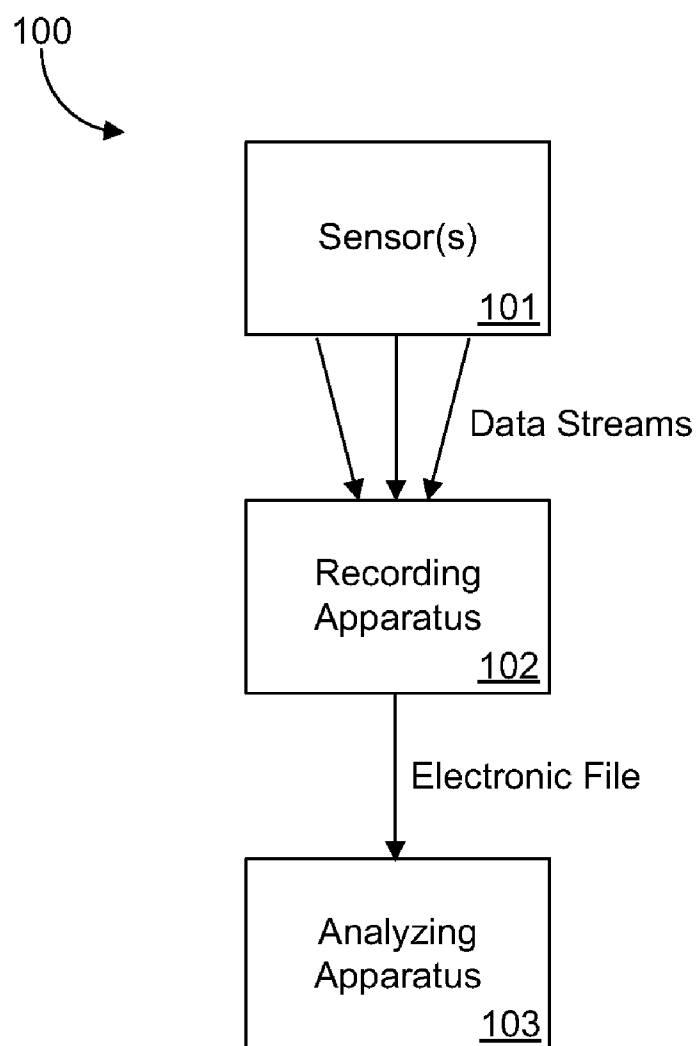 100
Sensor(s)
101
Data Streams
Recording
Apparatus
102
Electronic File
Analyzing
Apparatus
103